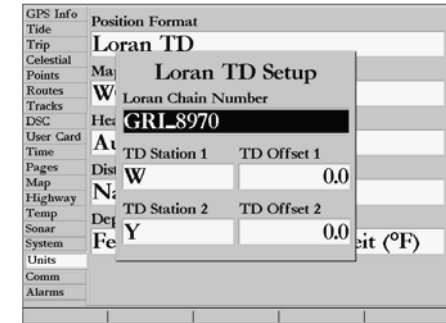 GPS Info
Tide
Trip
Celestial
Points
Routes
Tracks
DSC
User Card
Time
Pages
Map
Highway
Temp
Sonar
System
Units
Comm
Alarms
Position Format
Loran TD
Loran TD Setup
Loran Chain Number
GRI_8970
TD Station 1 TD Offset 1
W 0.0
TD Station 2 TD Offset 2
Y 0.0
(°F)